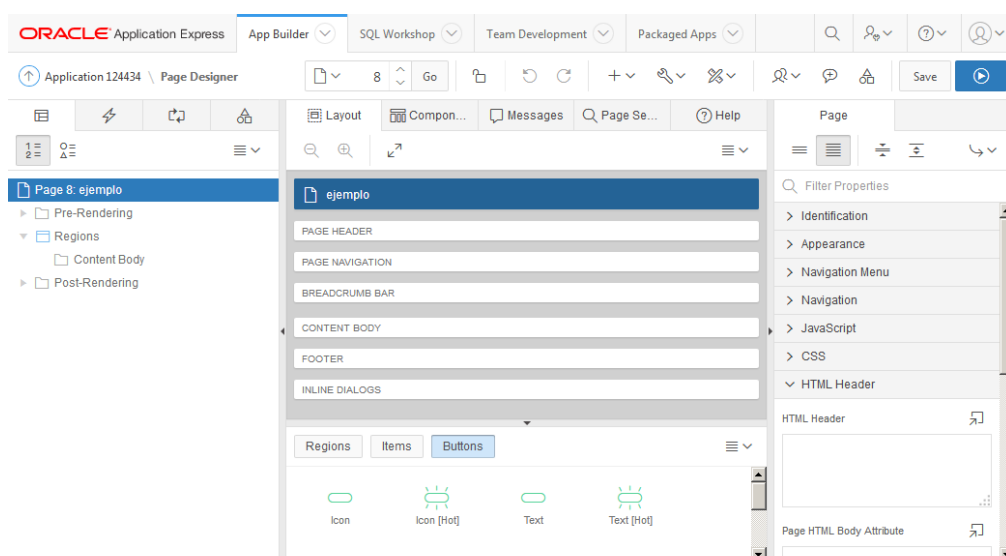 ORACLE Application Express App Builder SQL Workshop Team Development Packaged Apps
Application 124434 \ Page Designer 8 Go Save
Layout Compon... Messages Page Se... Help Page
Page 8: ejemplo
Pre-Rendering
Regions
Content Body
Post-Rendering
ejemplo
PAGE HEADER
PAGE NAVIGATION
BREADCRUMB BAR
CONTENT BODY
FOOTER
INLINE DIALOGS
Regions Items Buttons
Icon Icon [Hot] Text Text [Hot]
Filter Properties
Identification
Appearance
Navigation Menu
Navigation
JavaScript
CSS
HTML Header
HTML Header
Page HTML Body Attribute